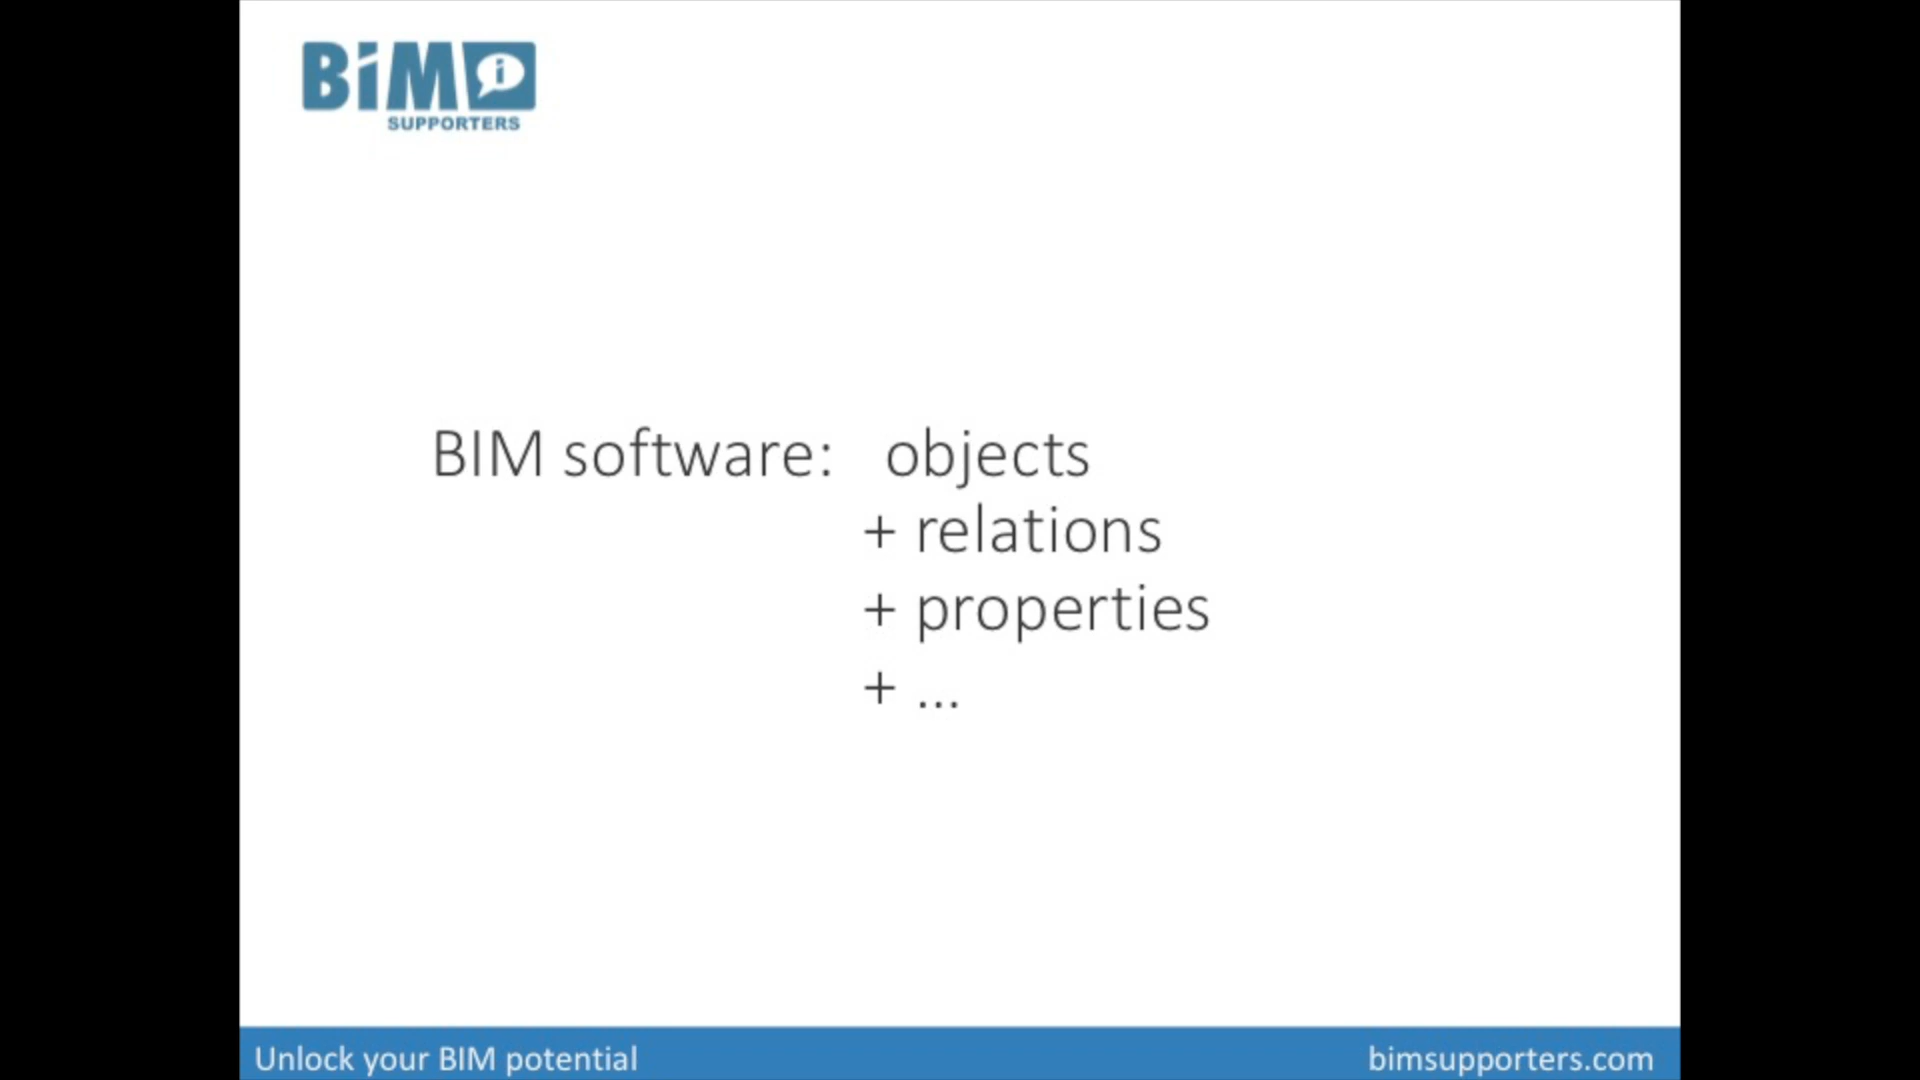 BiM i
SUPPORTERS
BIM software: objects
+ relations
+ properties
+ ...
Unlock your BIM potential
bimsupporters.com